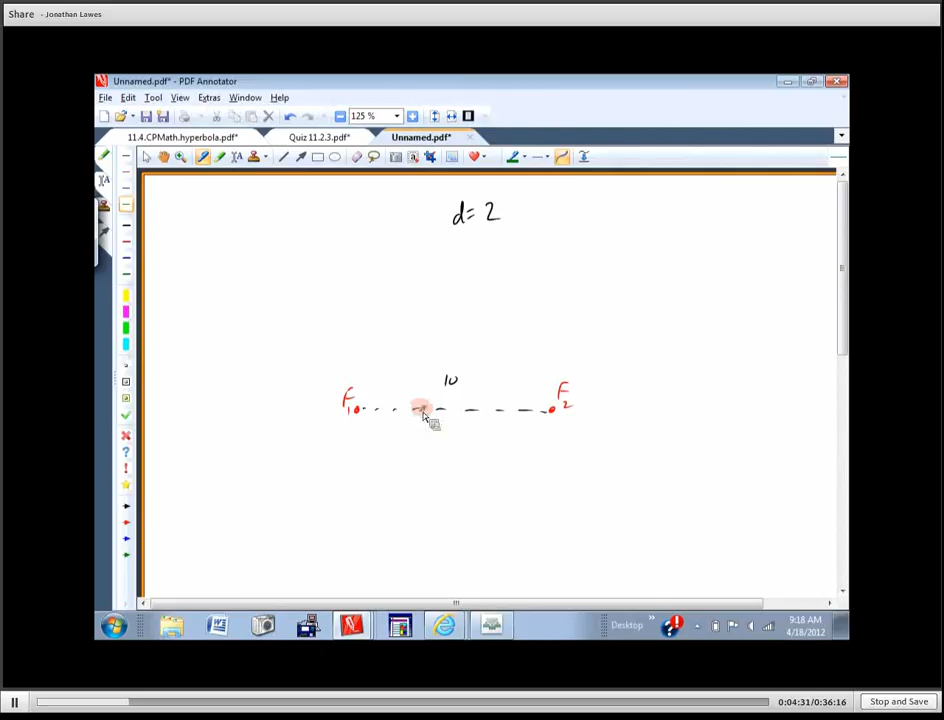 Share - Jonathan Lawes
Unnamed.pdf* - PDF Annotator
File Edit Tool View Extras Window Help
125 %
11.4.CPMath.hyperbola.pdf* Quiz 11.2.3.pdf* Unnamed.pdf*
d=2
10
F1 F2
Desktop
9:18 AM
4/18/2012
0:04:31/0:36:16 Stop and Save